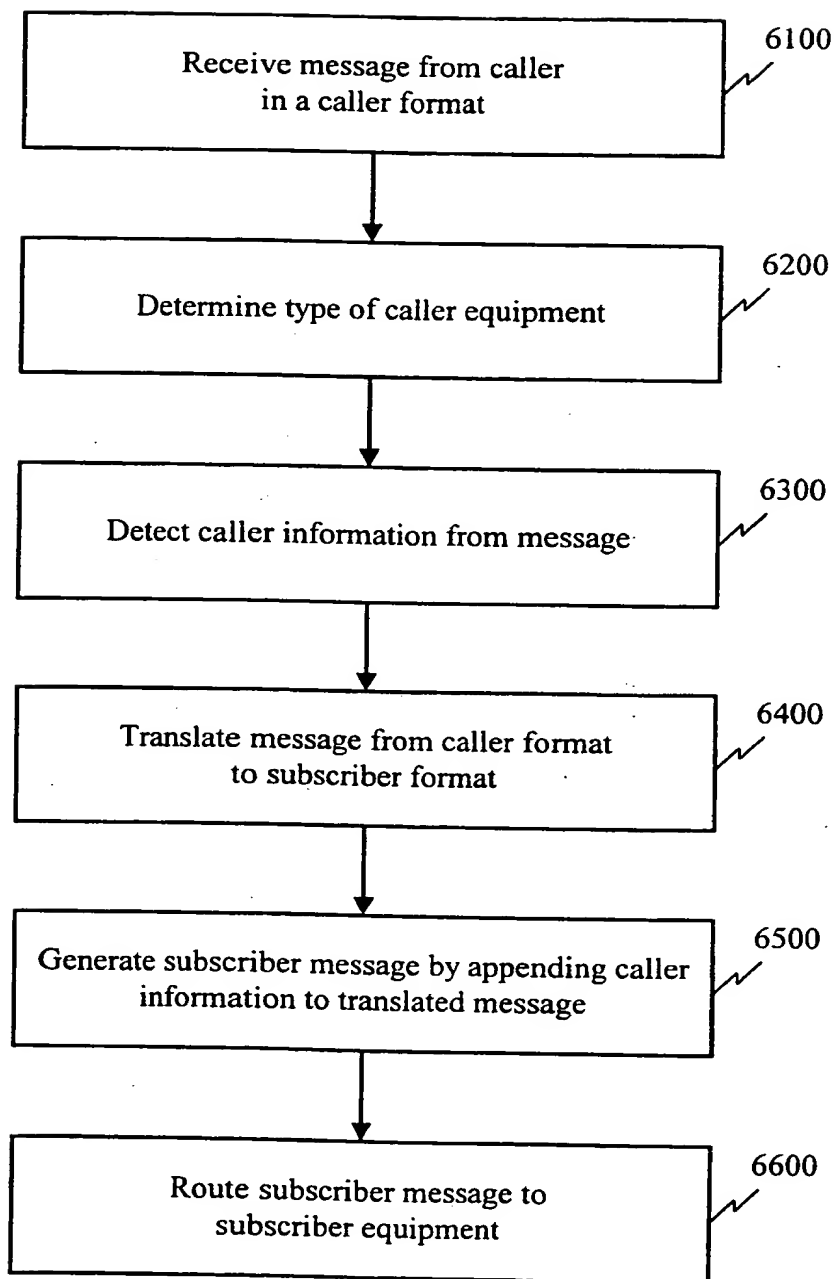 6100
Receive message from caller
in a caller format
6200
Determine type of caller equipment
6300
Detect caller information from message
6400
Translate message from caller format
to subscriber format
6500
Generate subscriber message by appending caller
information to translated message
6600
Route subscriber message to
subscriber equipment